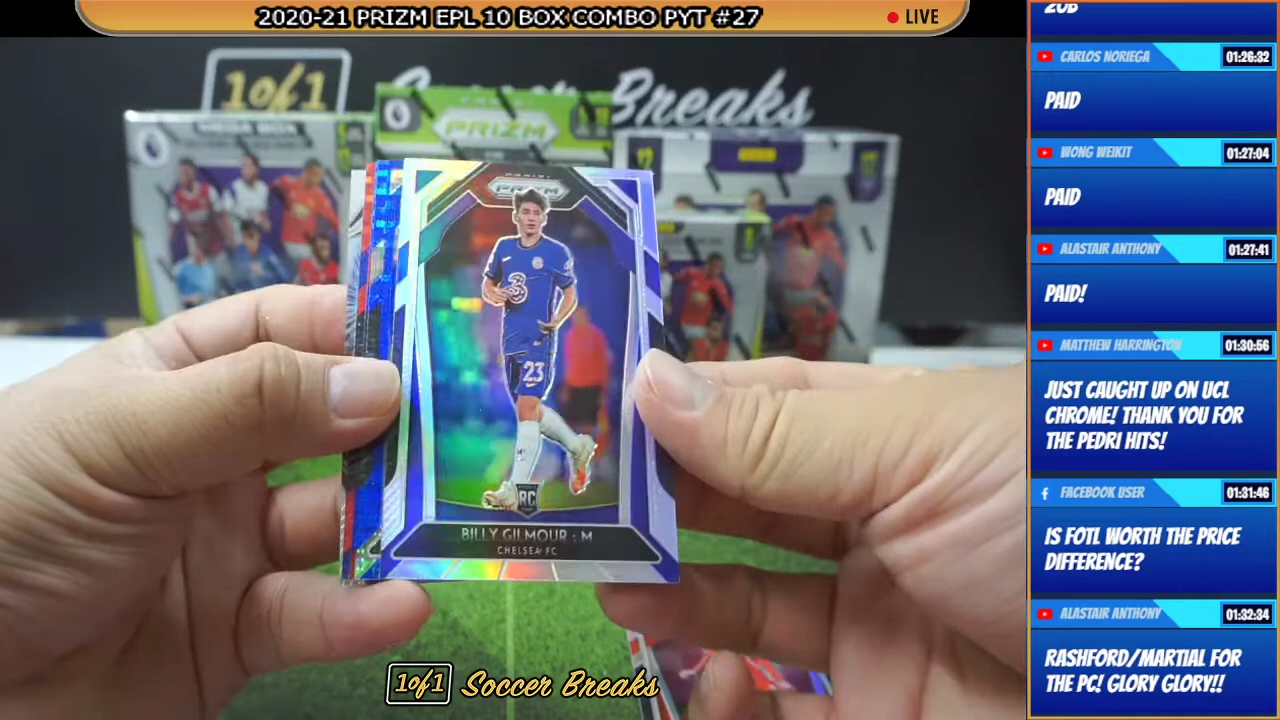 2020-21 PRIZM EPL 10 BOX COMBO PYT #27
LIVE
1of1 Soccer Breaks
PRIZM
PRIZM
3
23
RC
BILLY GILMOUR : M
CHELSEA FC
1of1 Soccer Breaks
CARLOS NORIEGA 01:26:32
PAID
WONG WEIKIT 01:27:04
PAID
ALASTAIR ANTHONY 01:27:41
PAID!
MATTHEW HARRINGTON 01:30:56
JUST CAUGHT UP ON UCL
CHROME! THANK YOU FOR
THE PEDRI HITS!
FACEBOOK USER 01:31:46
IS FOTL WORTH THE PRICE
DIFFERENCE?
ALASTAIR ANTHONY 01:32:34
RASHFORD/MARTIAL FOR
THE PC! GLORY GLORY!!